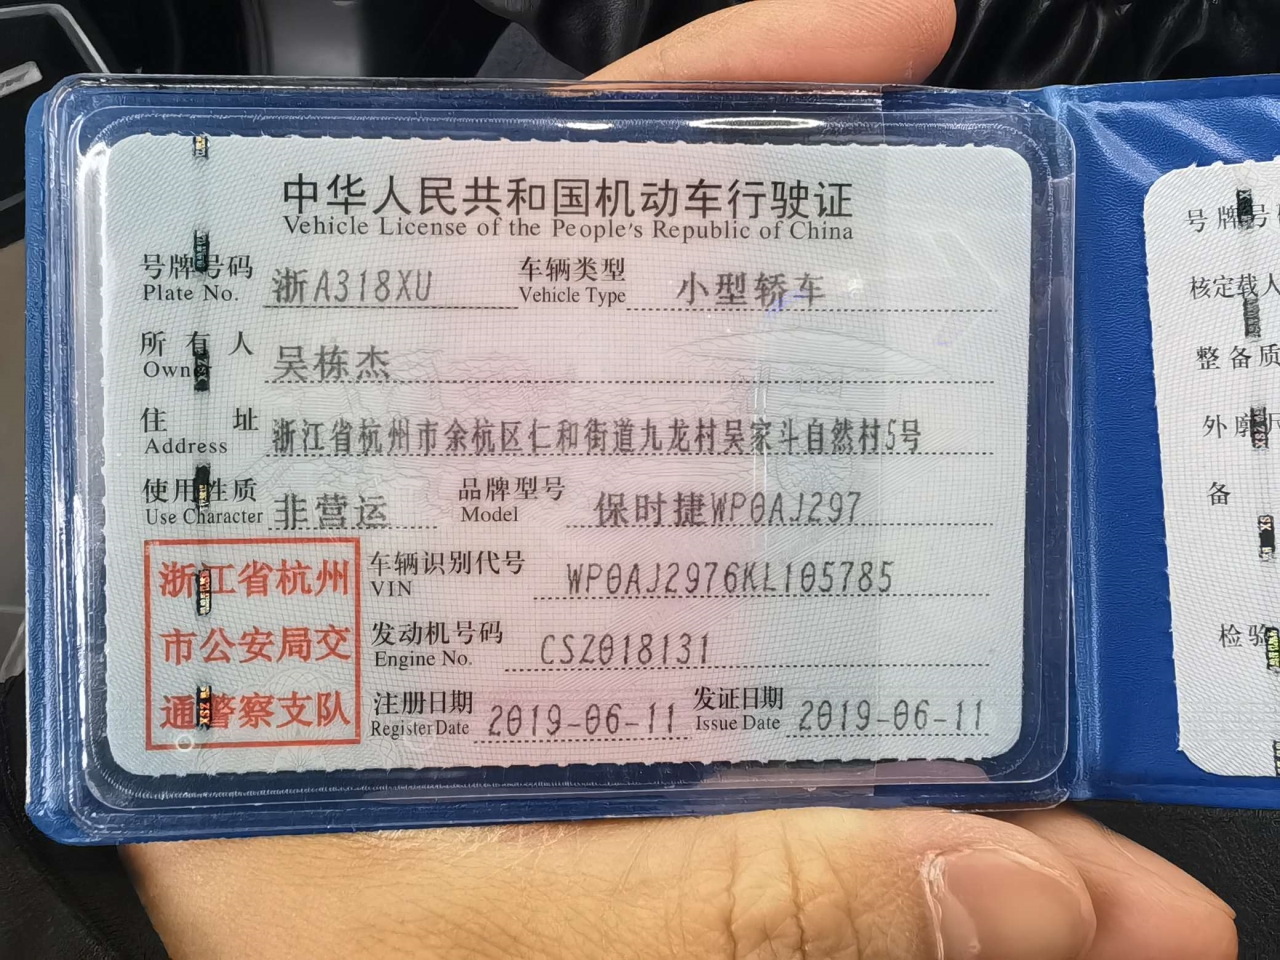 中华人民共和国机动车行驶证
Vehicle License of the People's Republic of China
号牌号码 浙A318XU 车辆类型 小型轿车
Plate No. Vehicle Type
所有人 吴栋杰
Owner
住址 浙江省杭州市余杭区仁和街道九龙村吴家斗自然村5号
Address
使用性质 非营运 品牌型号 保时捷WP0AJ297
Use Character Model
浙江省杭州
市公安局交
通警察支队
车辆识别代号 WP0AJ2976KL105785
VIN
发动机号码 CSZ018131
Engine No.
注册日期 2019-06-11 发证日期 2019-06-11
Register Date Issue Date
号牌号
核定载人
整备质
外廓尺
备
检验